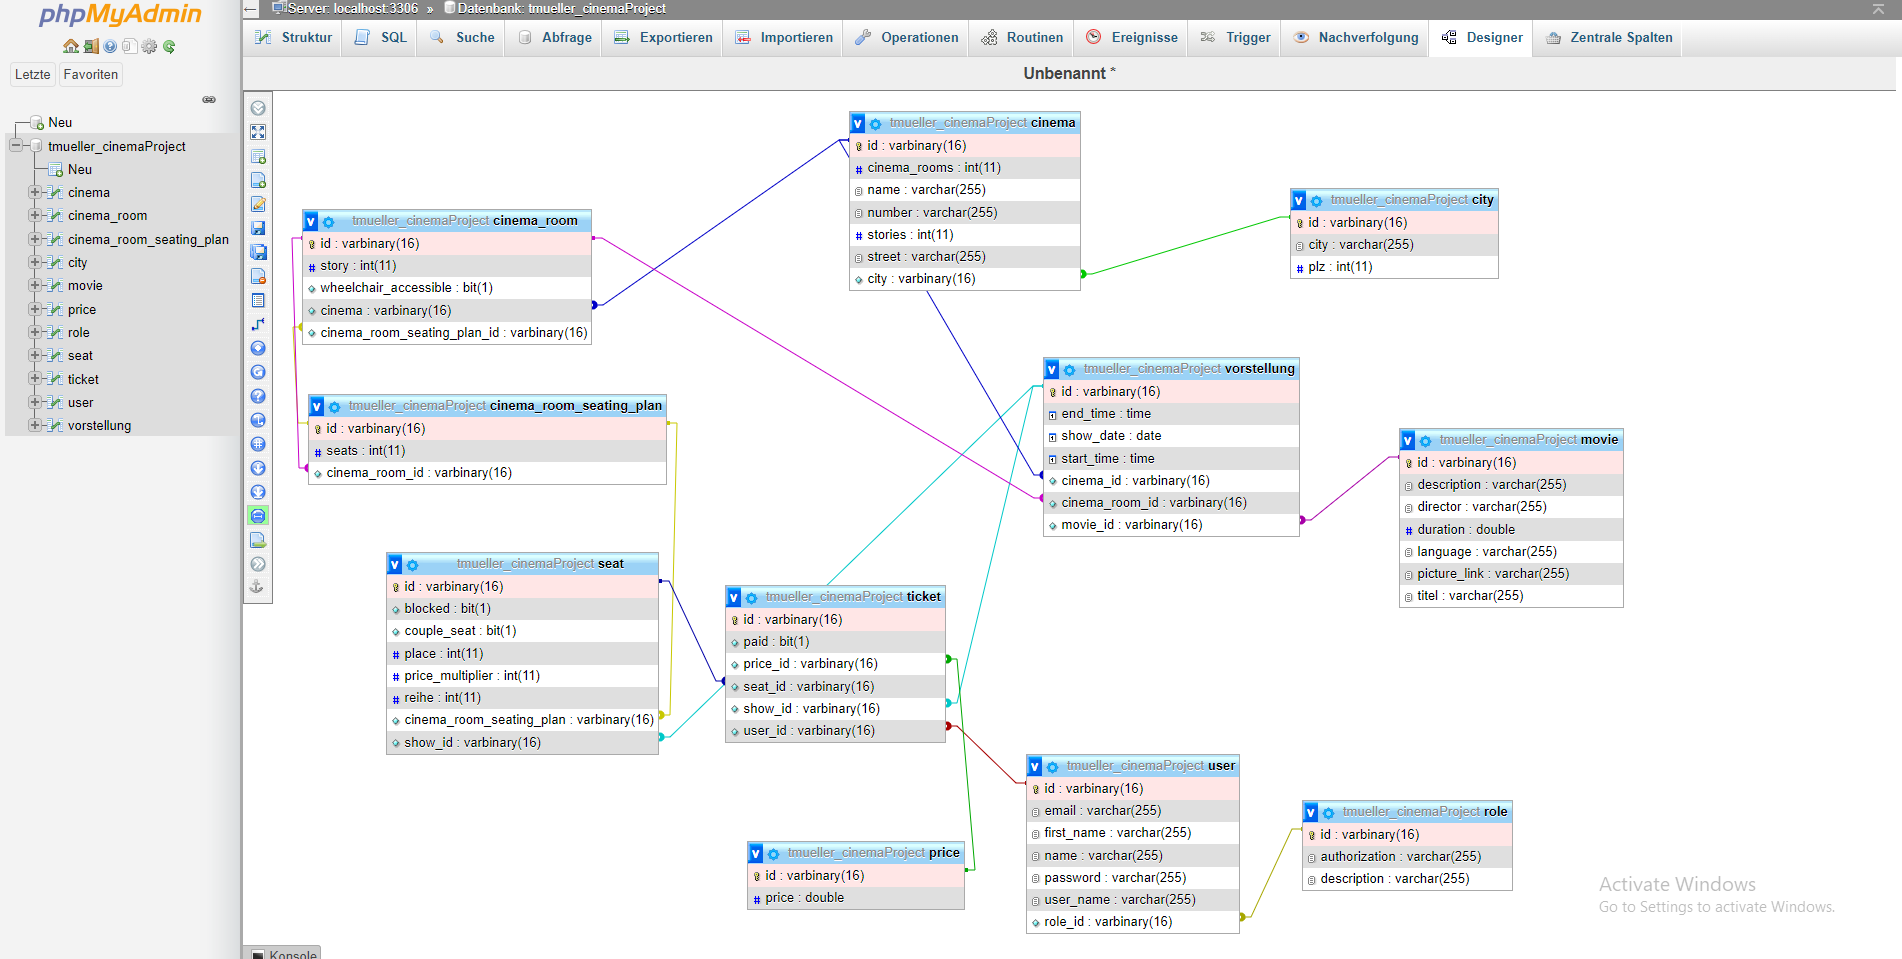 phpMyAdmin
Letzte Favoriten
Neu
tmueller_cinemaProject
Neu
cinema
cinema_room
cinema_room_seating_plan
city
movie
price
role
seat
ticket
user
vorstellung
Server: localhost:3306 » Datenbank: tmueller_cinemaProject
Struktur SQL Suche Abfrage Exportieren Importieren Operationen Routinen Ereignisse Trigger Nachverfolgung Designer Zentrale Spalten
Unbenannt *
v tmueller_cinemaProject cinema
id : varbinary(16)
# cinema_rooms : int(11)
name : varchar(255)
number : varchar(255)
# stories : int(11)
street : varchar(255)
city : varbinary(16)
v tmueller_cinemaProject city
id : varbinary(16)
city : varchar(255)
# plz : int(11)
v tmueller_cinemaProject cinema_room
id : varbinary(16)
# story : int(11)
wheelchair_accessible : bit(1)
cinema : varbinary(16)
cinema_room_seating_plan_id : varbinary(16)
v tmueller_cinemaProject vorstellung
id : varbinary(16)
end_time : time
show_date : date
start_time : time
cinema_id : varbinary(16)
cinema_room_id : varbinary(16)
movie_id : varbinary(16)
v tmueller_cinemaProject cinema_room_seating_plan
id : varbinary(16)
# seats : int(11)
cinema_room_id : varbinary(16)
v tmueller_cinemaProject movie
id : varbinary(16)
description : varchar(255)
director : varchar(255)
# duration : double
language : varchar(255)
picture_link : varchar(255)
titel : varchar(255)
v tmueller_cinemaProject seat
id : varbinary(16)
blocked : bit(1)
couple_seat : bit(1)
# place : int(11)
# price_multiplier : int(11)
# reihe : int(11)
cinema_room_seating_plan : varbinary(16)
show_id : varbinary(16)
v tmueller_cinemaProject ticket
id : varbinary(16)
paid : bit(1)
price_id : varbinary(16)
seat_id : varbinary(16)
show_id : varbinary(16)
user_id : varbinary(16)
v tmueller_cinemaProject user
id : varbinary(16)
email : varchar(255)
first_name : varchar(255)
name : varchar(255)
password : varchar(255)
user_name : varchar(255)
role_id : varbinary(16)
v tmueller_cinemaProject role
id : varbinary(16)
authorization : varchar(255)
description : varchar(255)
v tmueller_cinemaProject price
id : varbinary(16)
# price : double
Activate Windows
Go to Settings to activate Windows.
Konsole